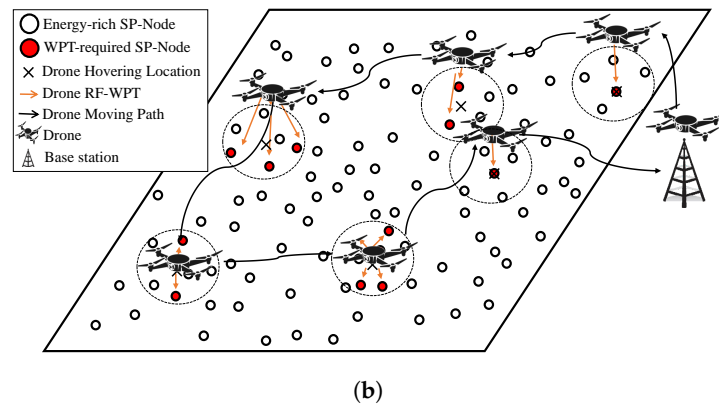 Energy-rich SP-Node
WPT-required SP-Node
Drone Hovering Location
Drone RF-WPT
Drone Moving Path
Drone
Base station
(b)